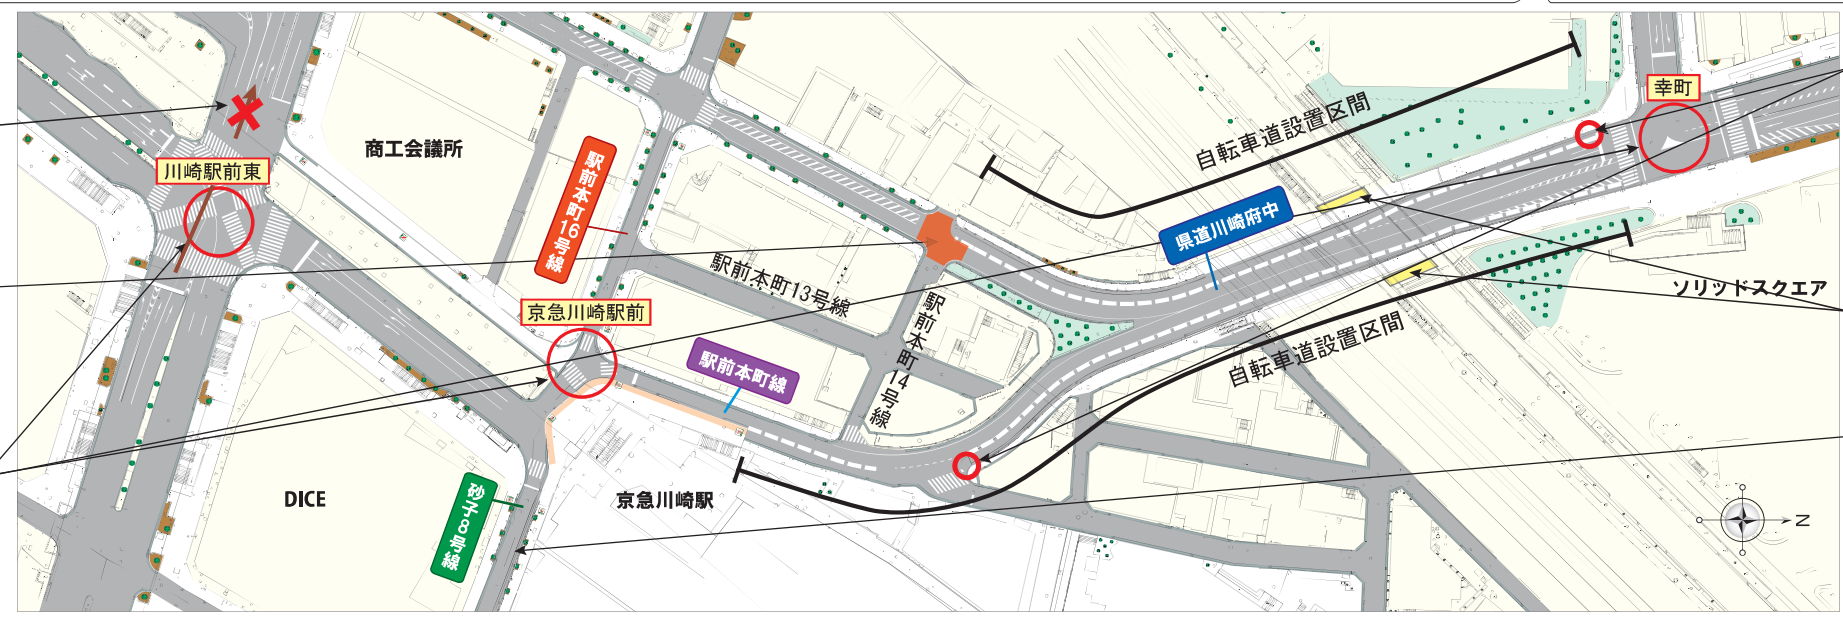 幸町
自転車道設置区間
商工会議所
川崎駅前東
駅前本町16号線
県道川崎府中
駅前本町13号線
ソリッドスクエア
京急川崎駅前
駅前本町14号線
自転車道設置区間
駅前本町線
DICE
砂子8号線
京急川崎駅
N